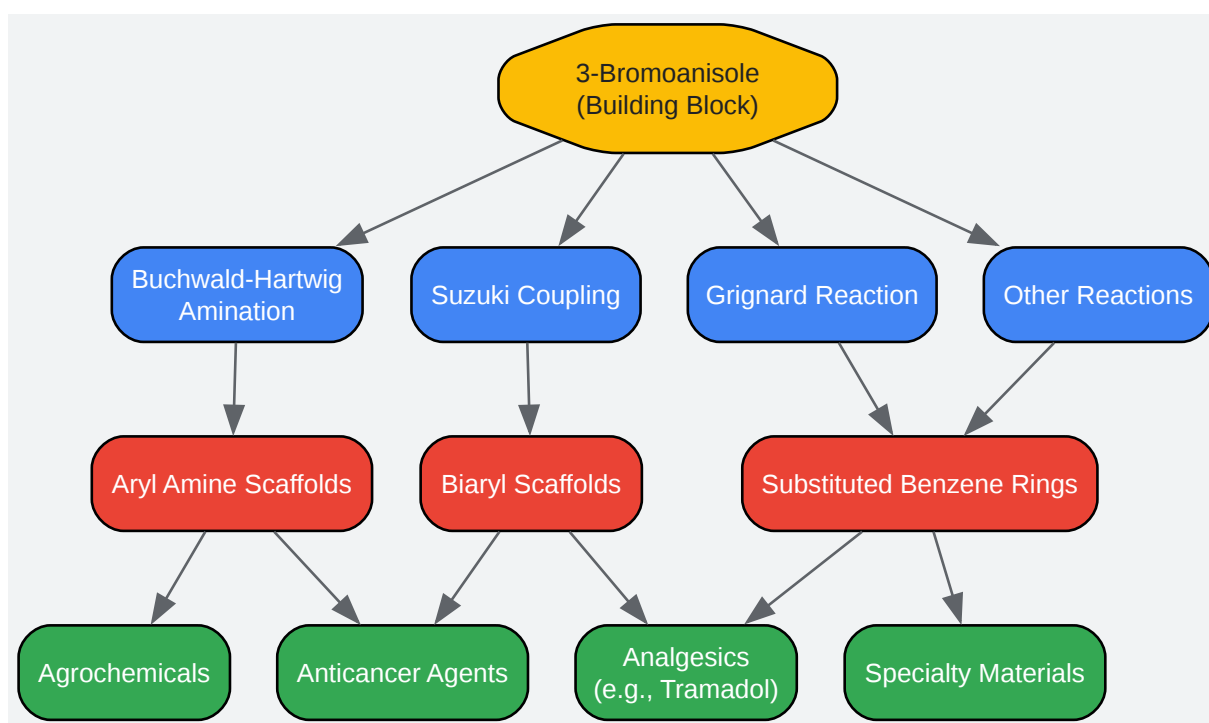 3-Bromoanisole
(Building Block)
Buchwald-Hartwig
Amination
Suzuki Coupling
Grignard Reaction
Other Reactions
Aryl Amine Scaffolds
Biaryl Scaffolds
Substituted Benzene Rings
Agrochemicals
Anticancer Agents
Analgesics
(e.g., Tramadol)
Specialty Materials